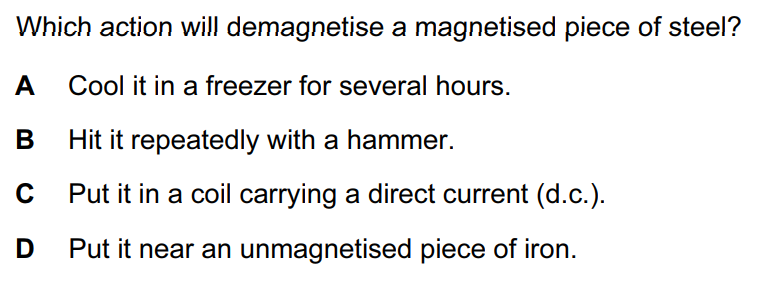 Which action will demagnetise a magnetised piece of steel?
A Cool it in a freezer for several hours.
B Hit it repeatedly with a hammer.
C Put it in a coil carrying a direct current (d.c.).
D Put it near an unmagnetised piece of iron.